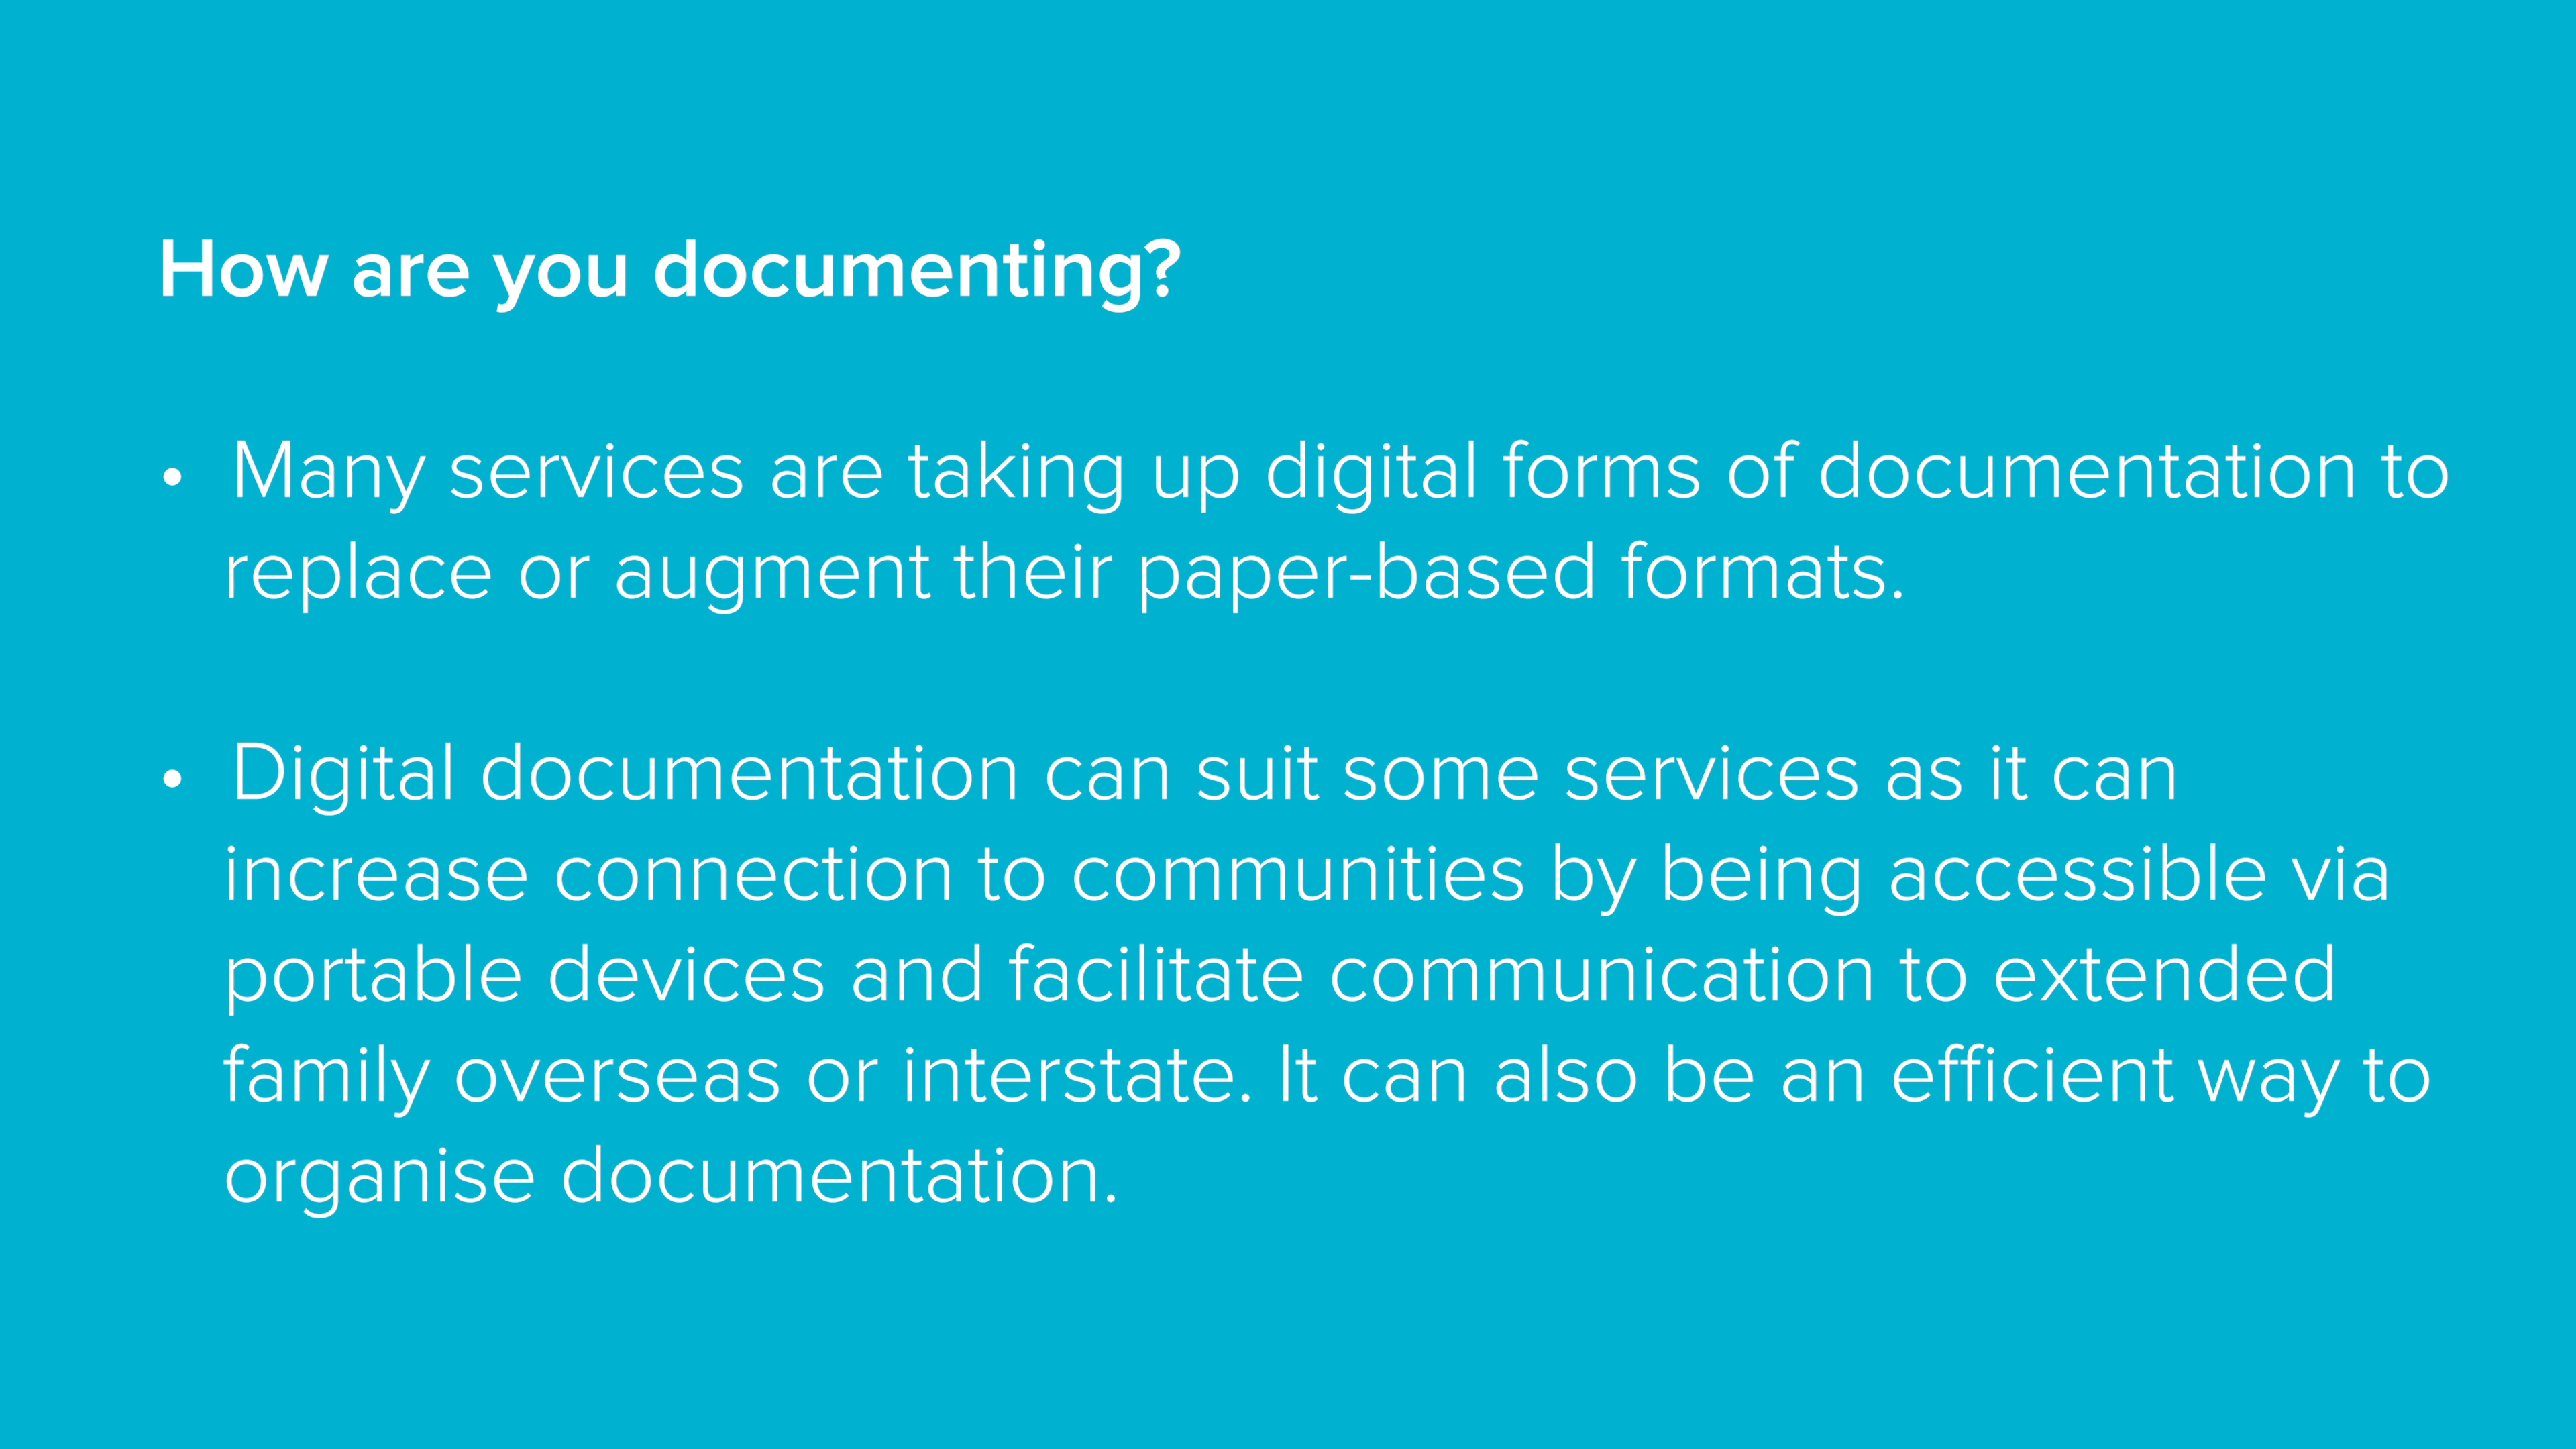 How are you documenting?
• Many services are taking up digital forms of documentation to
replace or augment their paper-based formats.
• Digital documentation can suit some services as it can
increase connection to communities by being accessible via
portable devices and facilitate communication to extended
family overseas or interstate. It can also be an efficient way to
organise documentation.